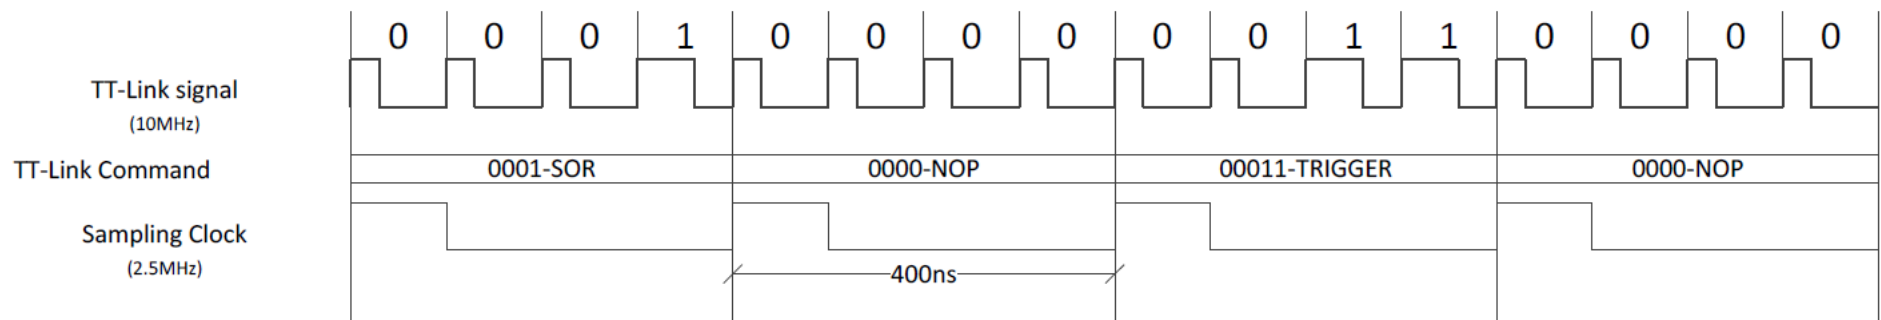 0 0 0 1 0 0 0 0 0 0 1 1 0 0 0 0
TT-Link signal
(10MHz)
TT-Link Command 0001-SOR 0000-NOP 00011-TRIGGER 0000-NOP
Sampling Clock
(2.5MHz)
400ns